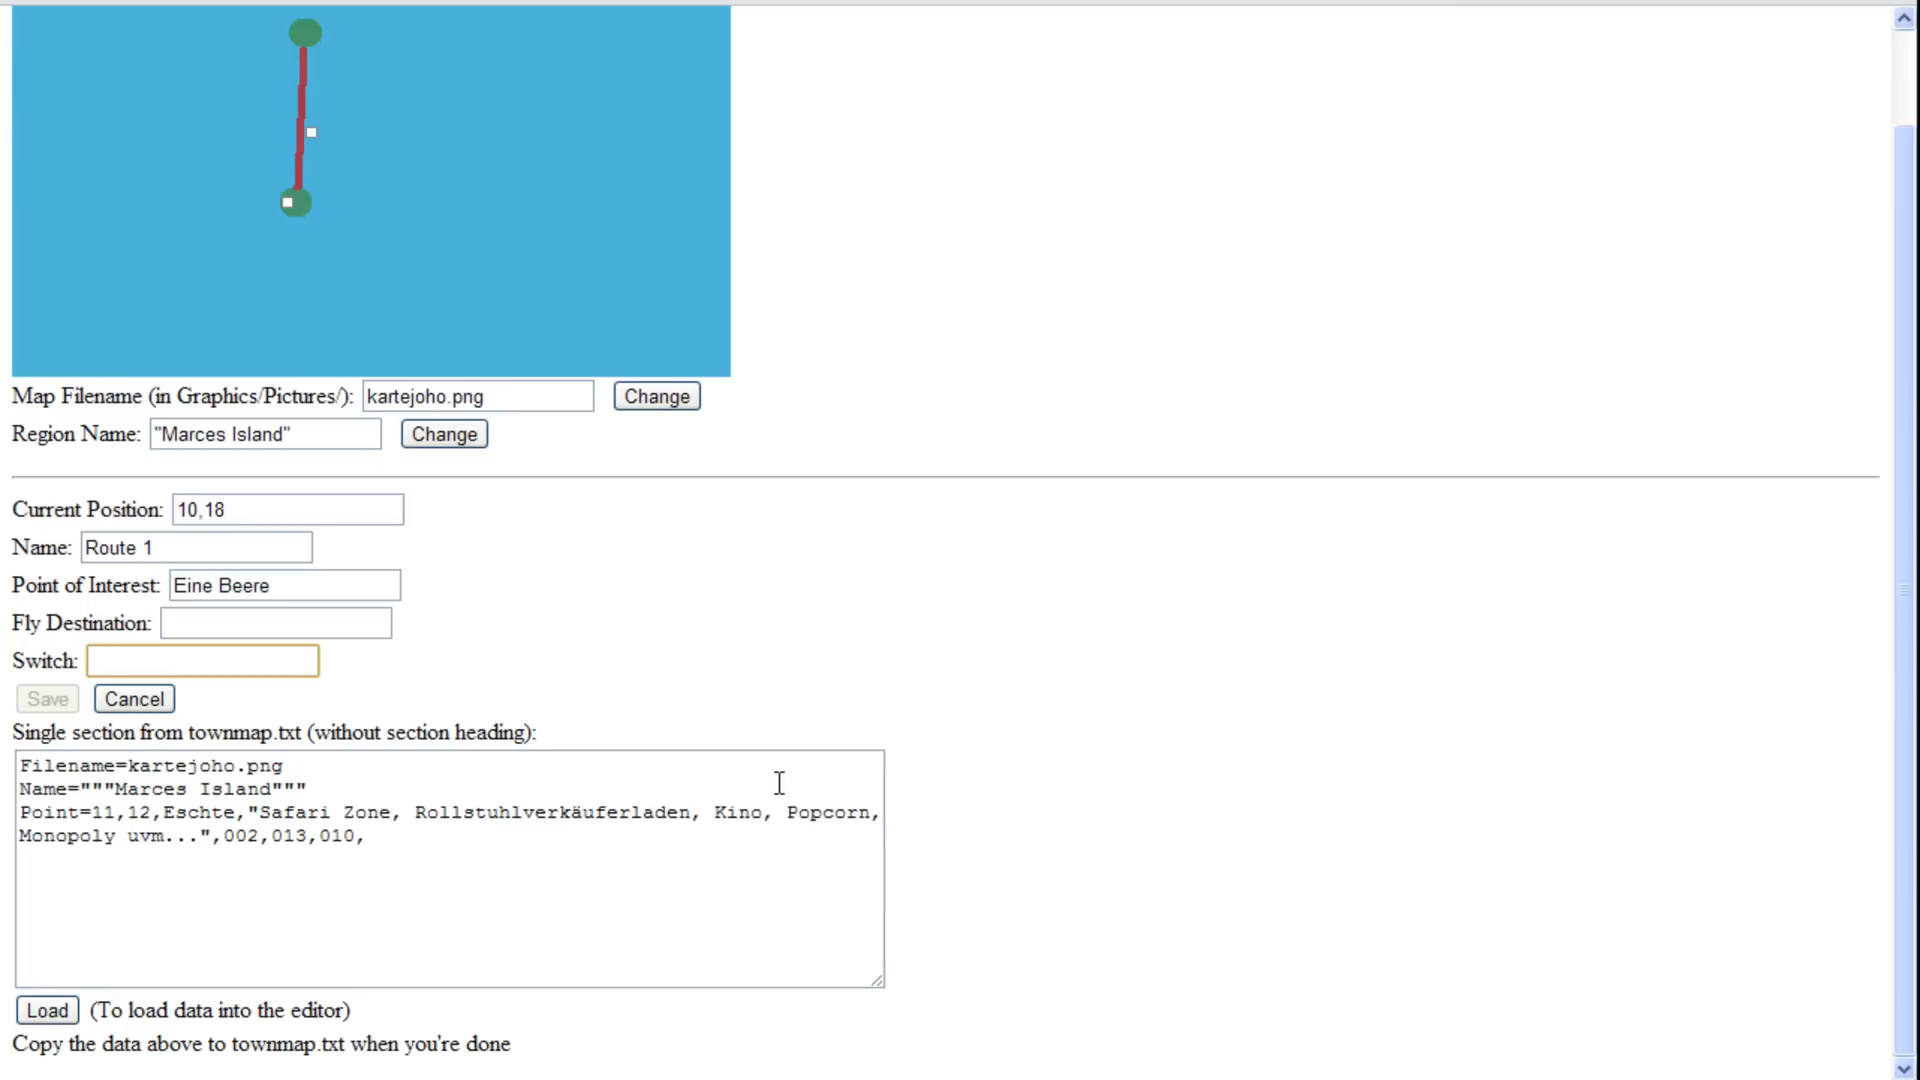 Map Filename (in Graphics/Pictures/): kartejoho.png Change
Region Name: "Marces Island" Change
Current Position: 10,18
Name: Route 1
Point of Interest: Eine Beere
Fly Destination:
Switch:
Save Cancel
Single section from townmap.txt (without section heading):
Filename=kartejoho.png
Name="""Marces Island"""
Point=11,12,Eschte,"Safari Zone, Rollstuhlverkäuferladen, Kino, Popcorn,
Monopoly uvm...",002,013,010,
Load (To load data into the editor)
Copy the data above to townmap.txt when you're done